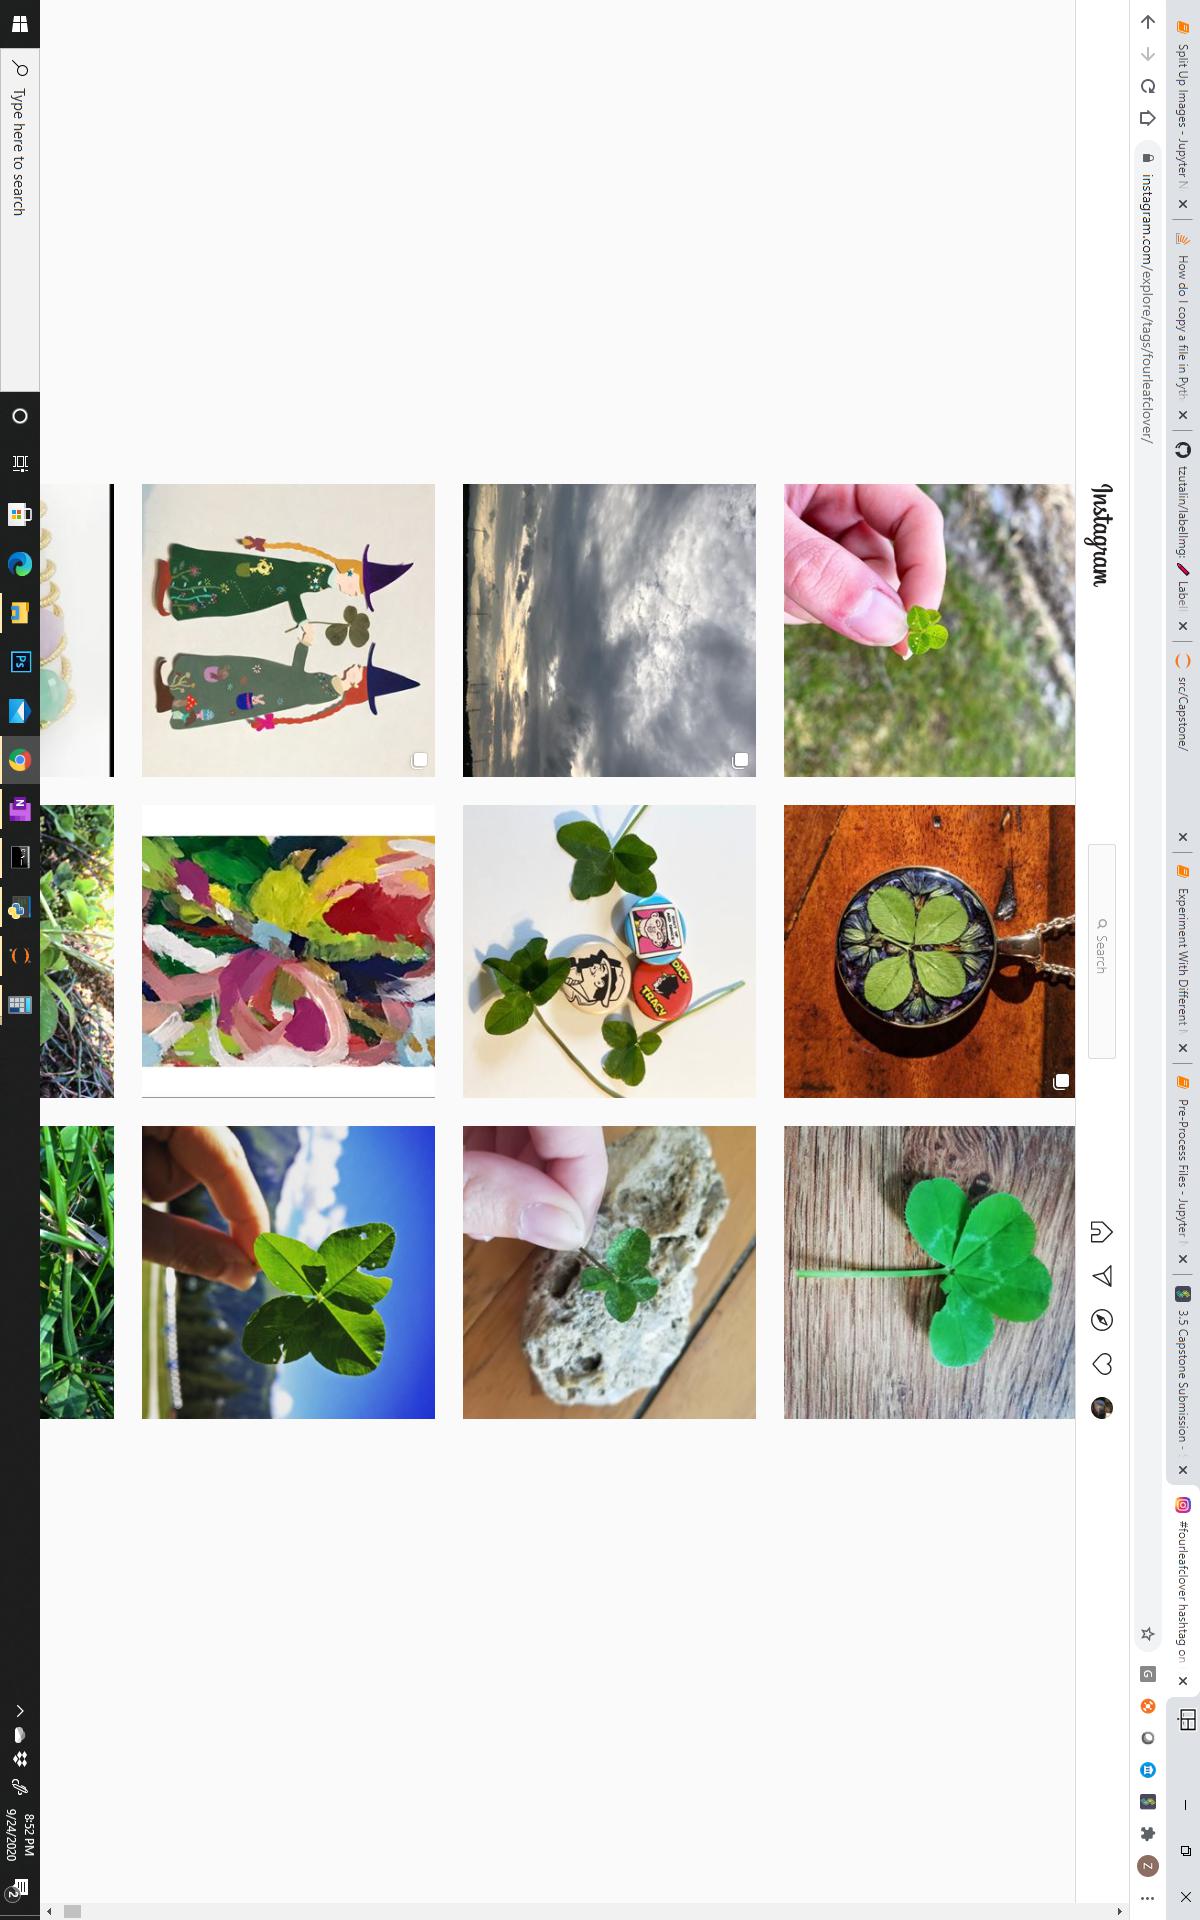 Split Up Images - Jupyter N
How do I copy a file in Pyth
tzutalin/labelImg: Label
src/Capstone/
Experiment With Different
Pre-Process Files - Jupyter
3.5 Capstone Submission -
#fourleafclover hashtag on
instagram.com/explore/tags/fourleafclover/
G
Z
Instagram
Search
DICK
TRACY
Type here to search
Ps
N
8:52 PM
9/24/2020
2